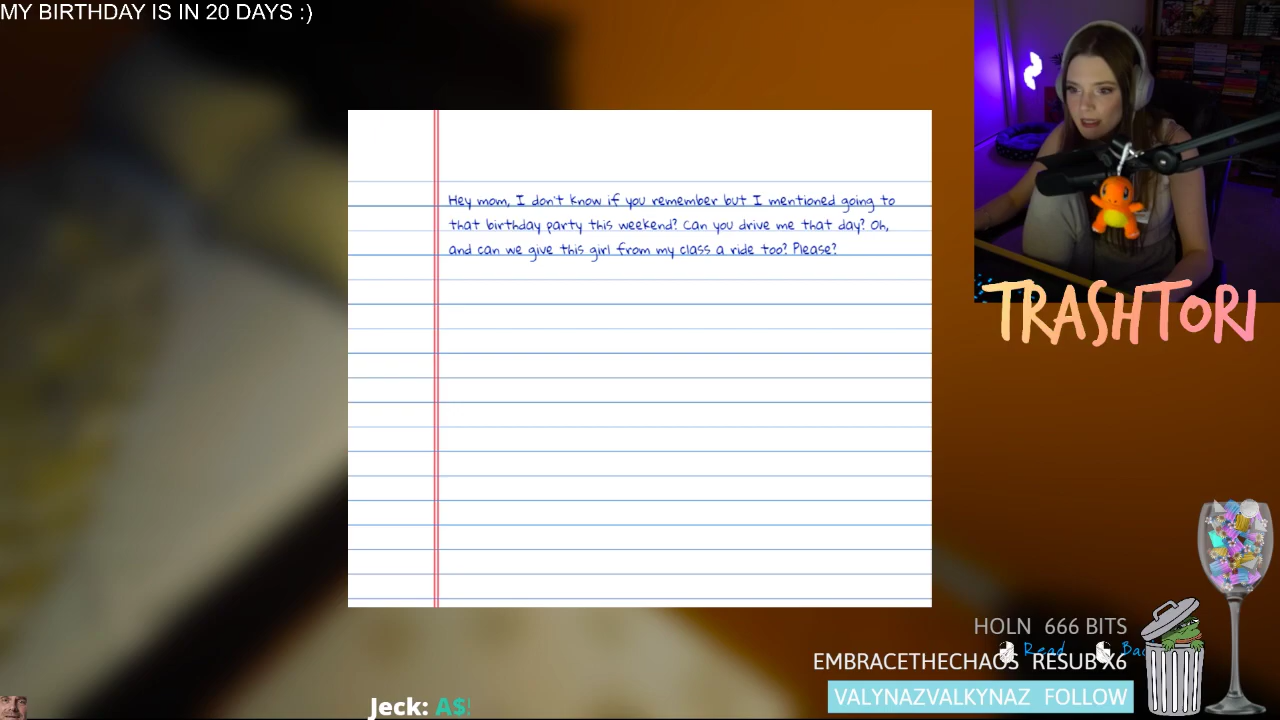 MY BIRTHDAY IS IN 20 DAYS :)
Hey mom, I don't know if you remember but I mentioned going to
that birthday party this weekend? Can you drive me that day? Oh,
and can we give this girl from my class a ride too? Please?
TRASHTORI
HOLN 666 BITS
Read
EMBRACETHECHAOS RESUB X6
VALYNAZVALKYNAZ FOLLOW
Jeck: A$